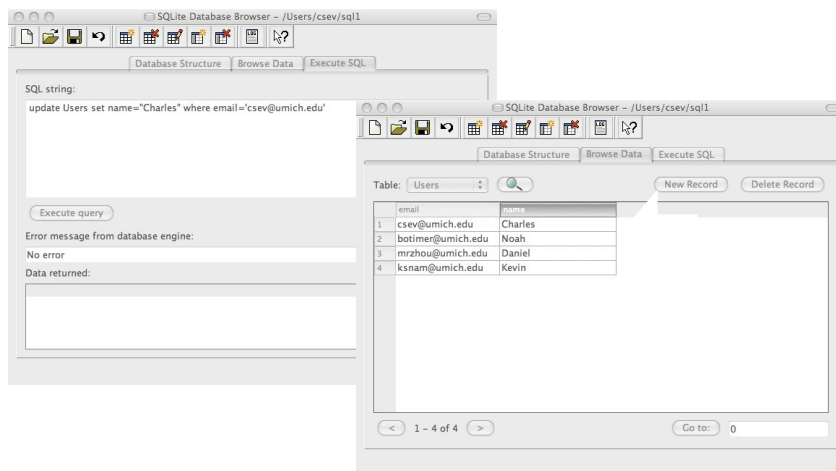 SQLite Database Browser – /Users/csev/sql1
Database Structure Browse Data Execute SQL
SQL string:
update Users set name="Charles" where email='csev@umich.edu'
Execute query
Error message from database engine:
No error
Data returned:
SQLite Database Browser – /Users/csev/sql1
LOG
Database Structure Browse Data Execute SQL
Table: Users New Record Delete Record
email name
1 csev@umich.edu Charles
2 botimer@umich.edu Noah
3 mrzhou@umich.edu Daniel
4 ksnam@umich.edu Kevin
< 1 – 4 of 4 > Go to: 0